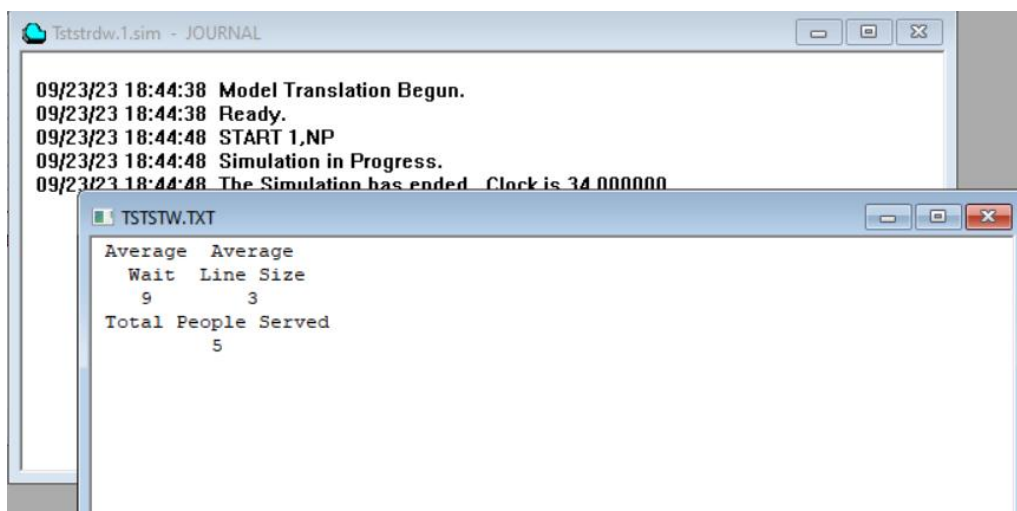 Tststrdw.1.sim - JOURNAL
09/23/23 18:44:38 Model Translation Begun.
09/23/23 18:44:38 Ready.
09/23/23 18:44:48 START 1,NP
09/23/23 18:44:48 Simulation in Progress.
09/23/23 18:44:48 The Simulation has ended. Clock is 34.000000
TSTSTW.TXT
Average Average
Wait Line Size
9 3
Total People Served
5